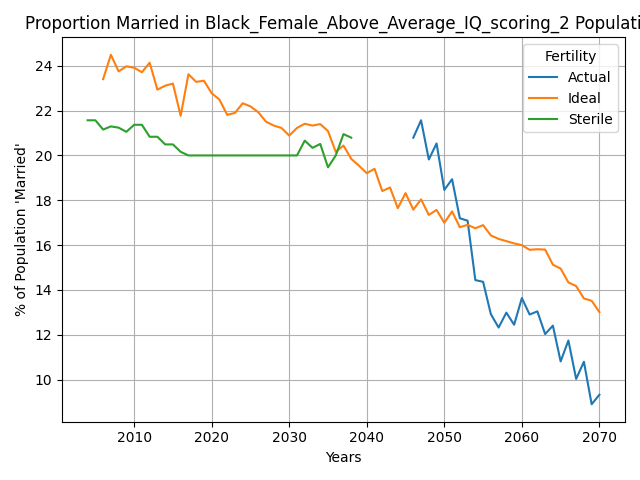 Proportion Married in Black_Female_Above_Average_IQ_scoring_2 Populati
Fertility
Actual
Ideal
Sterile
24
22
20
18
16
14
12
10
% of Population 'Married'
2010 2020 2030 2040 2050 2060 2070
Years